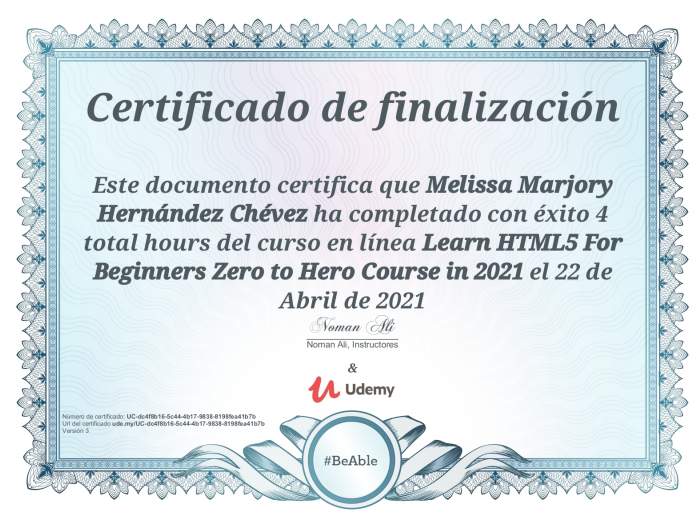 Certificado de finalización
Este documento certifica que Melissa Marjory
Hernández Chévez ha completado con éxito 4
total hours del curso en línea Learn HTML5 For
Beginners Zero to Hero Course in 2021 el 22 de
Abril de 2021
Noman Ali
Noman Ali, Instructores
&
Udemy
Número de certificado: UC-dc4f8b16-5c44-4b17-9838-8198fea41b7b
Url del certificado ude.my/UC-dc4f8b16-5c44-4b17-9838-8198fea41b7b
Versión 3
#BeAble